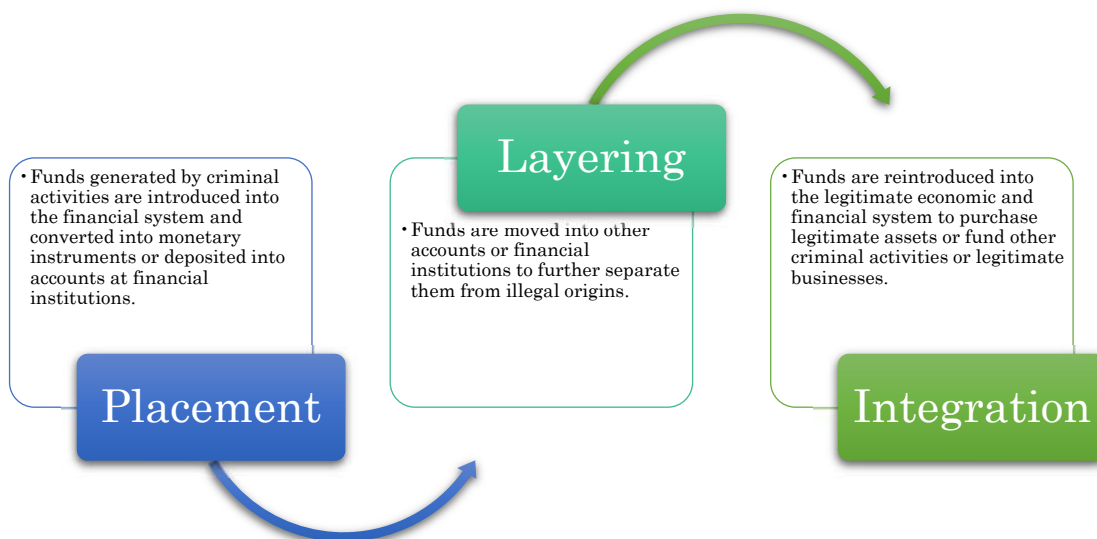 • Funds generated by criminal
activities are introduced into
the financial system and
converted into monetary
instruments or deposited into
accounts at financial
institutions.
Placement
Layering
• Funds are moved into other
accounts or financial
institutions to further separate
them from illegal origins.
• Funds are reintroduced into
the legitimate economic and
financial system to purchase
legitimate assets or fund other
criminal activities or legitimate
businesses.
Integration